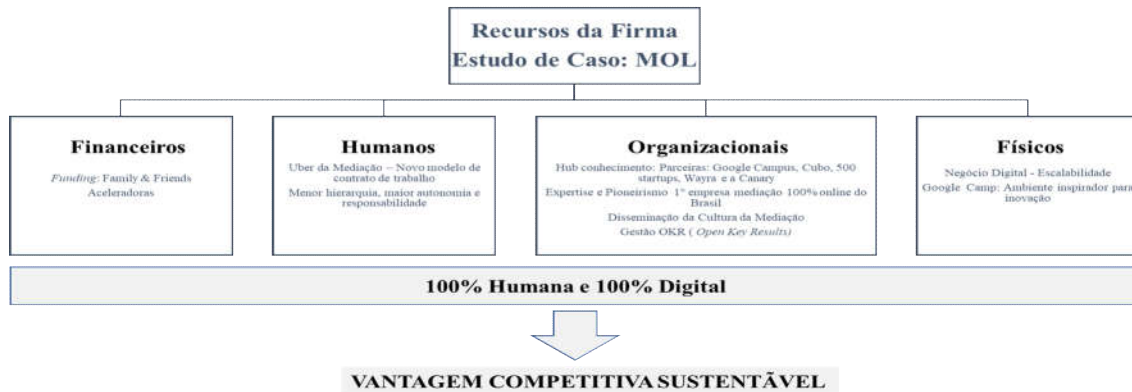 Recursos da Firma
Estudo de Caso: MOL
Financeiros
Funding: Family & Friends
Aceleradoras
Humanos
Uber da Mediação – Novo modelo de
contrato de trabalho
Menor hierarquia, maior autonomia e
responsabilidade
Organizacionais
Hub conhecimento: Parceiras: Google Campus, Cubo, 500
startups, Wayra e a Canary
Expertise e Pioneirismo 1ª empresa mediação 100% online do
Brasil
Disseminação da Cultura da Mediação
Gestão OKR ( Open Key Results)
Físicos
Negócio Digital - Escalabilidade
Google Camp: Ambiente inspirador para
inovação
100% Humana e 100% Digital
VANTAGEM COMPETITIVA SUSTENTÃVEL